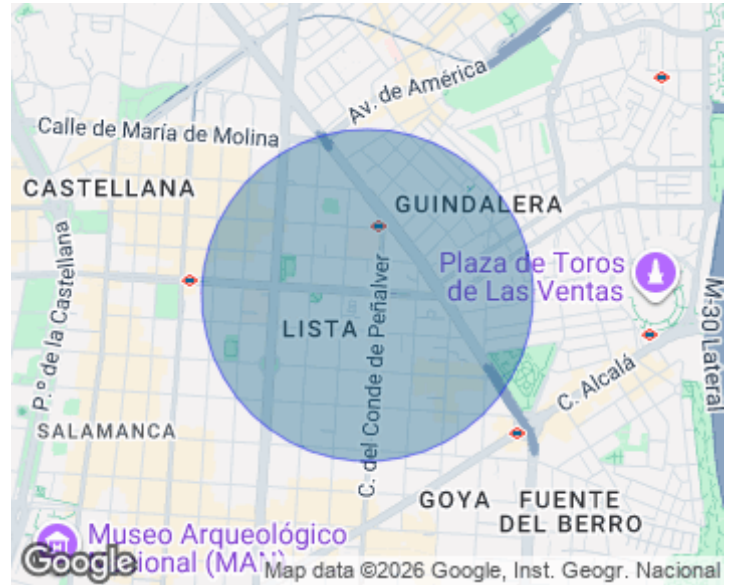 Av. de América
Calle de María de Molina
CASTELLANA
GUINDALERA
P.º de la Castellana
Plaza de Toros
de Las Ventas
M-30 Lateral
LISTA
C. del Conde de Peñalver
C. Alcalá
SALAMANCA
GOYA
FUENTE
DEL BERRO
Museo Arqueológico
Nacional (MAN)
Google
Map data ©2026 Google, Inst. Geogr. Nacional